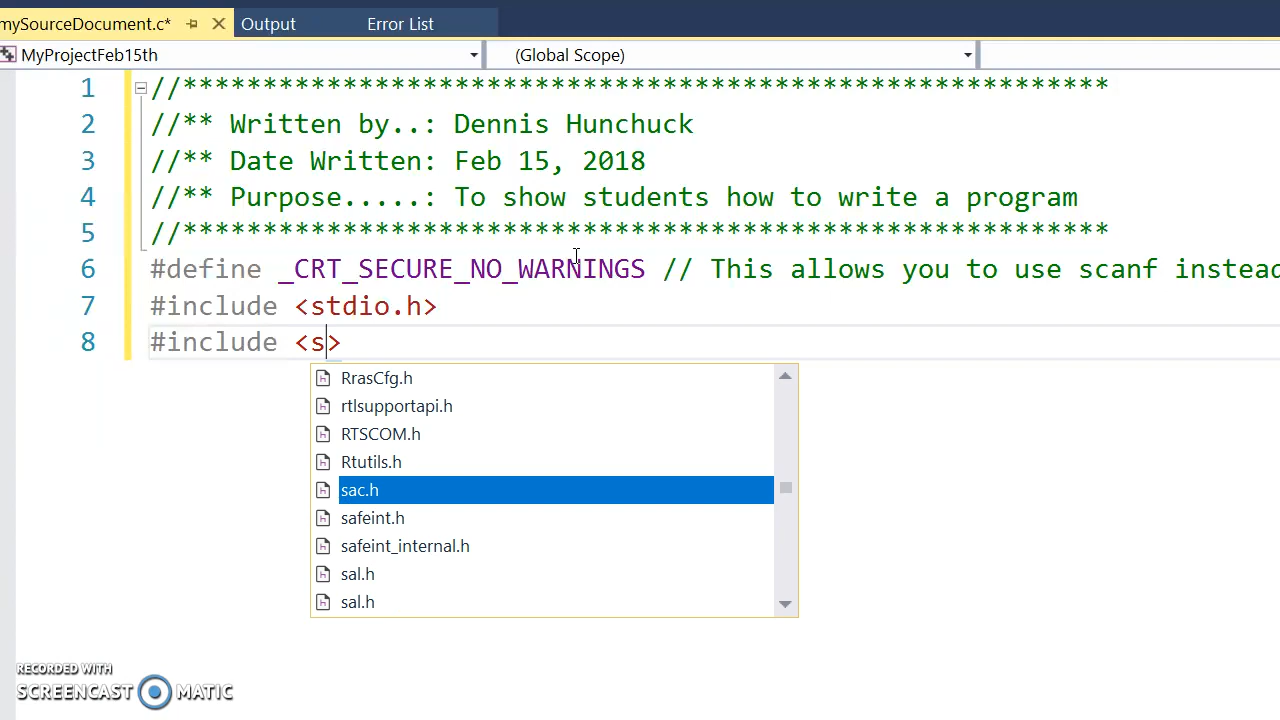 mySourceDocument.c* Output Error List
MyProjectFeb15th (Global Scope)
1 //**********************************************************
2 //** Written by..: Dennis Hunchuck
3 //** Date Written: Feb 15, 2018
4 //** Purpose.....: To show students how to write a program
5 //**********************************************************
6 #define _CRT_SECURE_NO_WARNINGS // This allows you to use scanf instead
7 #include <stdio.h>
8 #include <s>
RrasCfg.h
rtlsupportapi.h
RTSCOM.h
Rtutils.h
sac.h
safeint.h
safeint_internal.h
sal.h
sal.h
RECORDED WITH
SCREENCAST MATIC